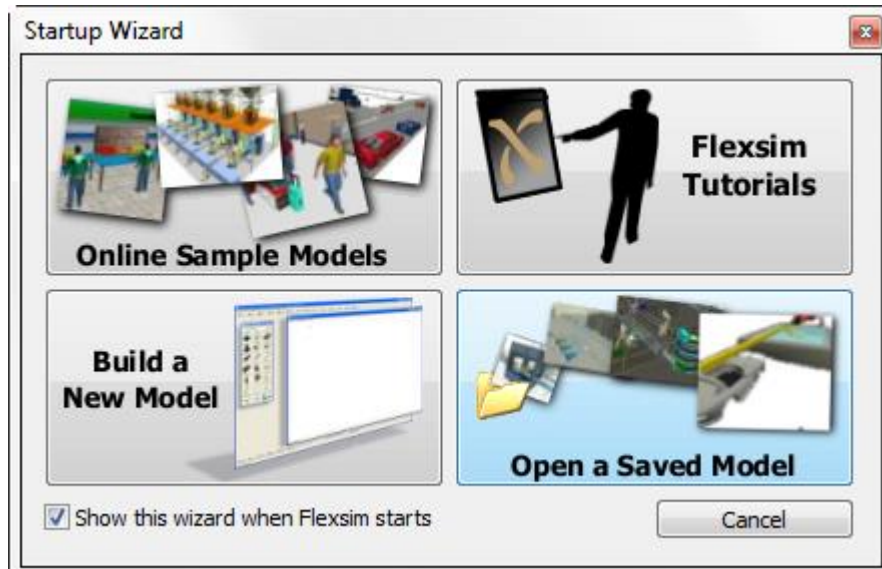 Startup Wizard
Online Sample Models
Flexsim
Tutorials
Build a
New Model
Open a Saved Model
Show this wizard when Flexsim starts
Cancel